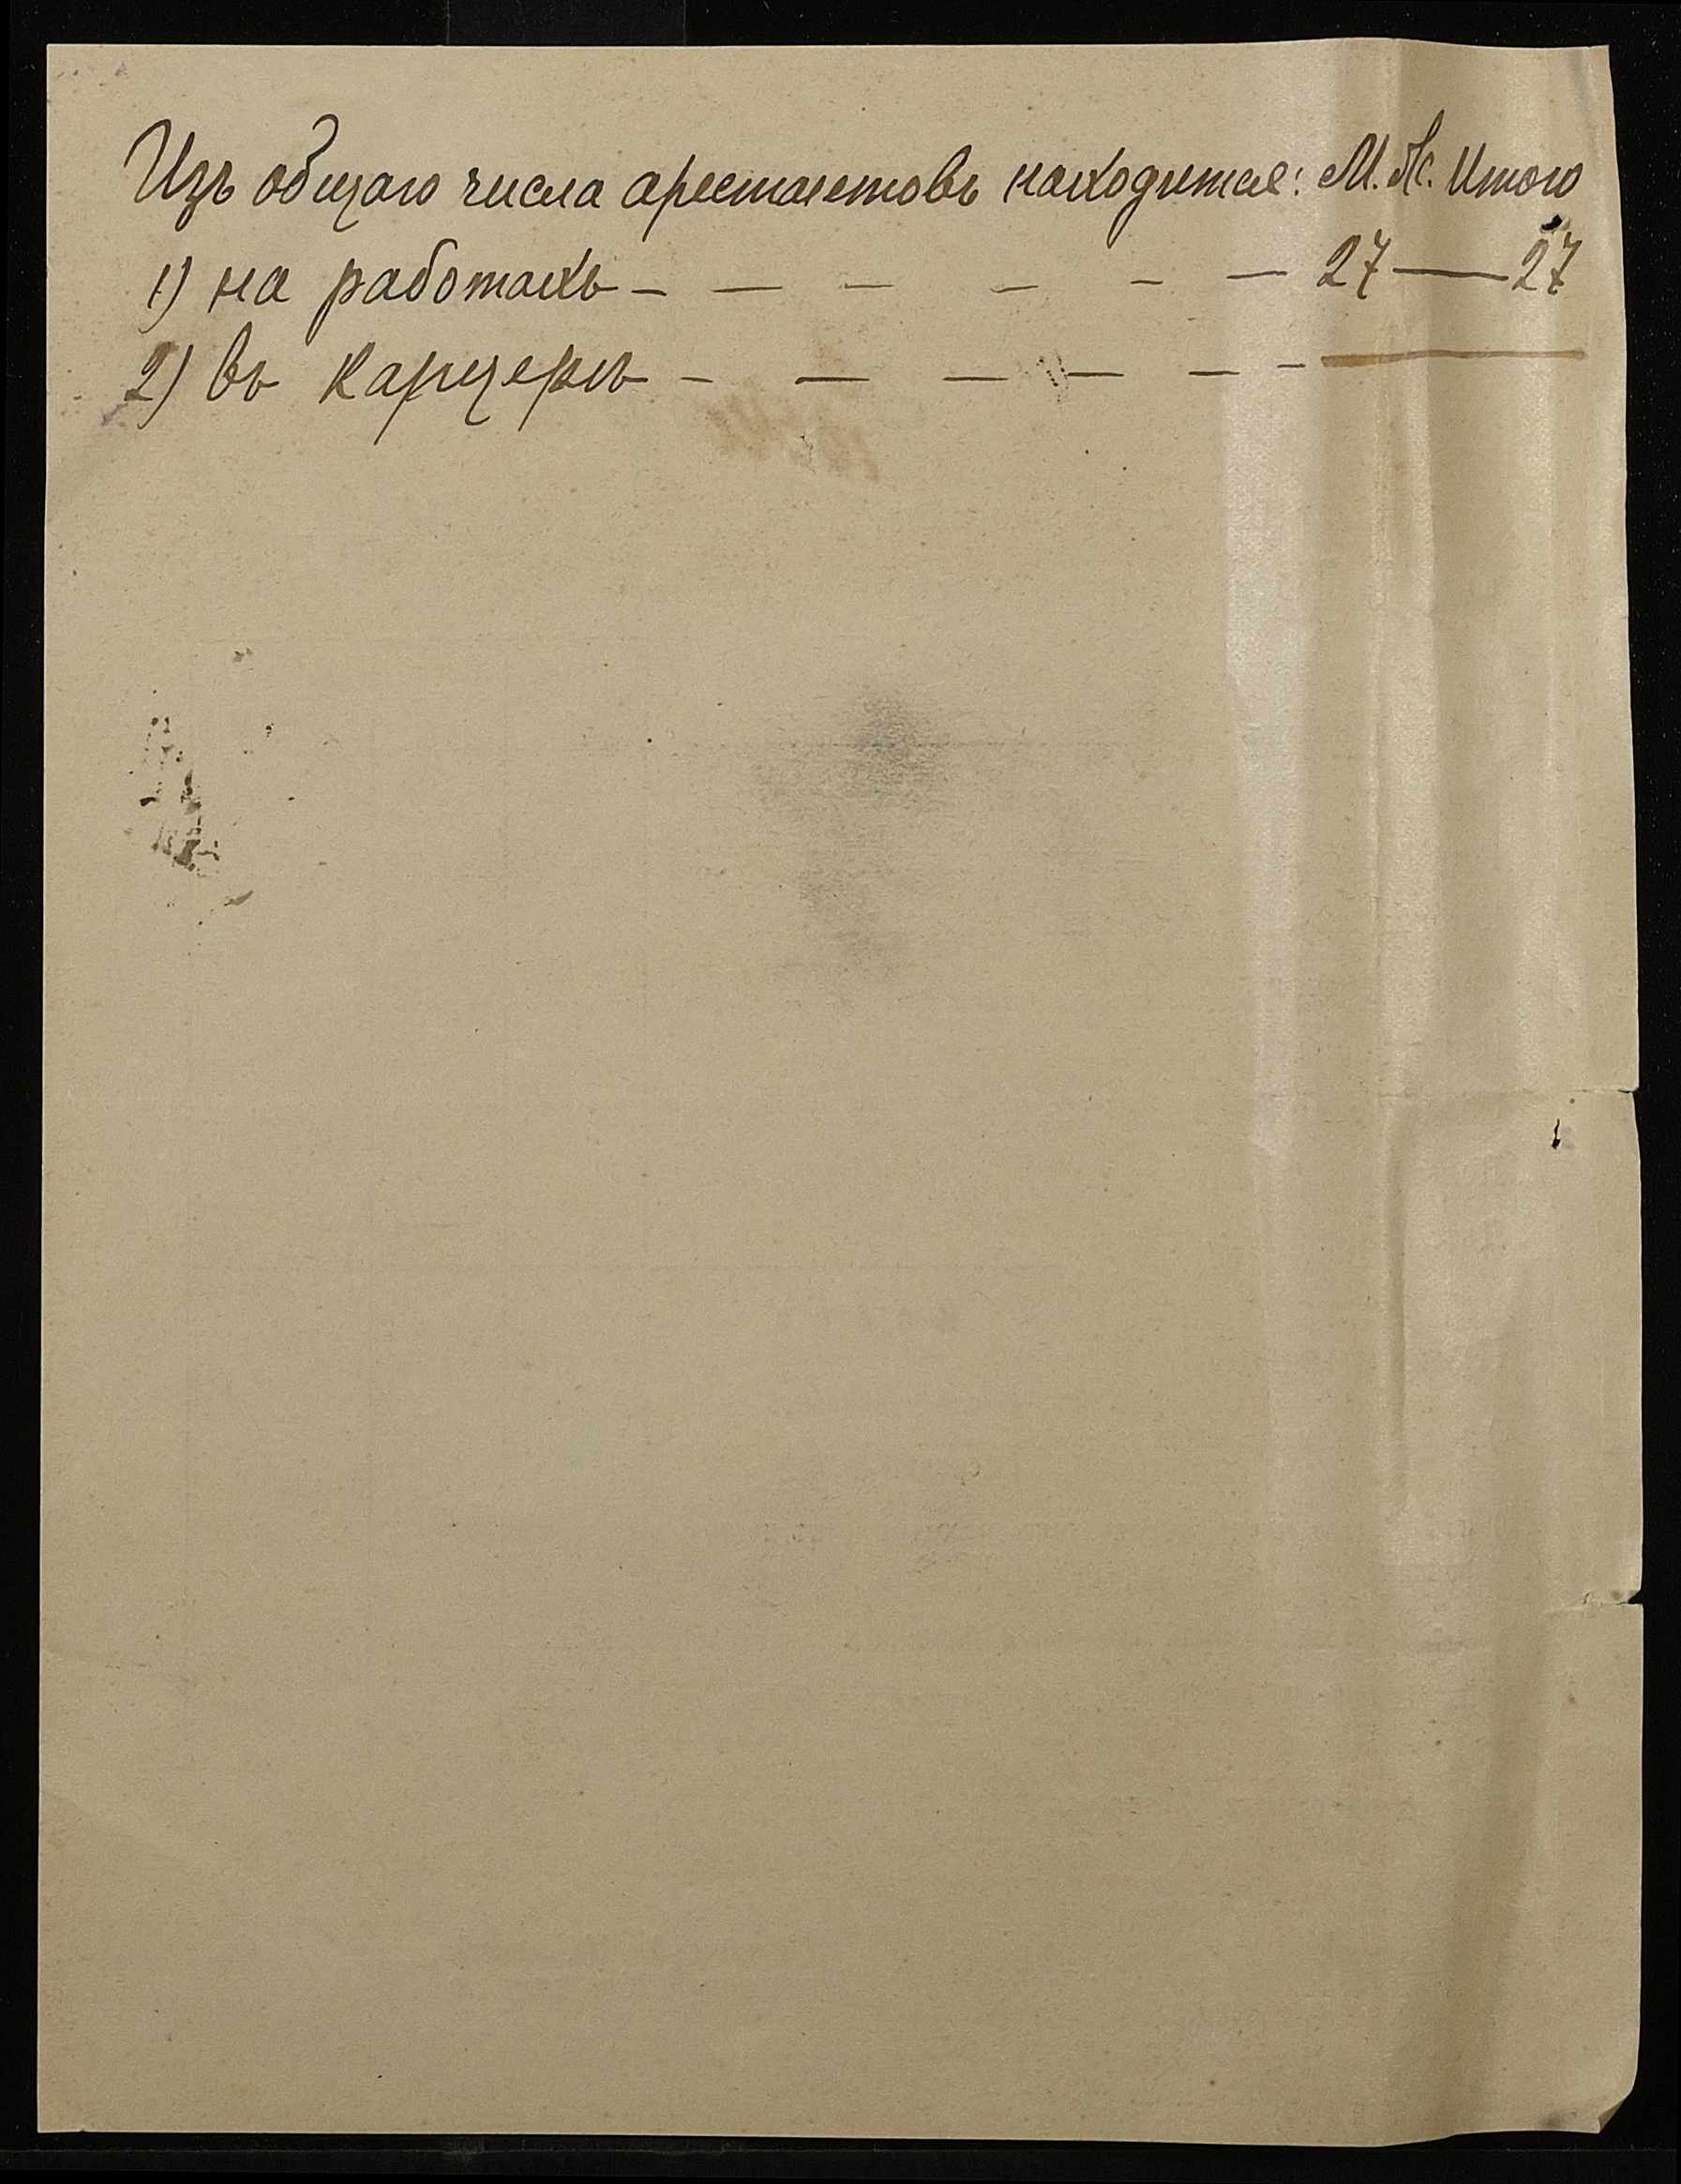 Изъ общаго числа арестантовъ находится: М. Ж. Итого
1) на работахъ - - - - - - 27 — 27
2) въ карцерѣ - - - - - - —